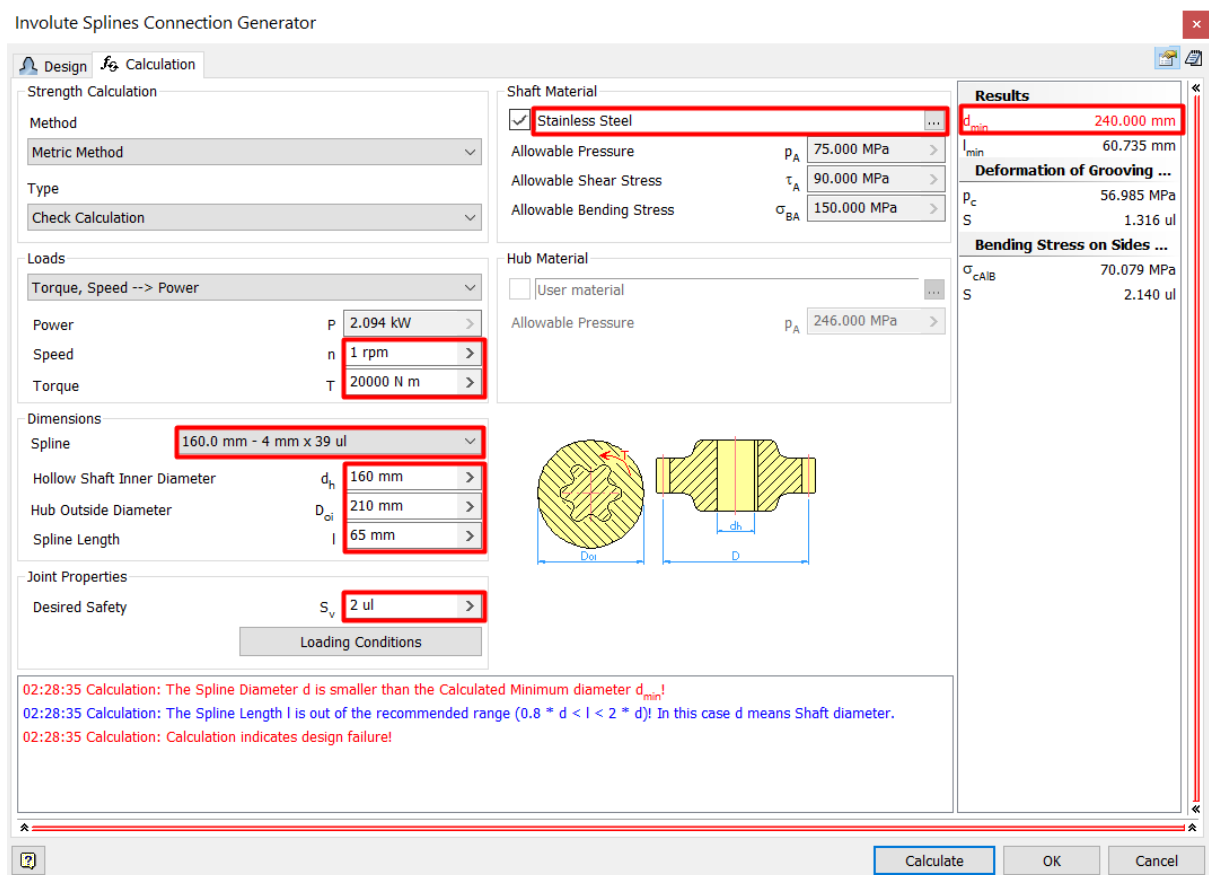 Involute Splines Connection Generator
Design
Calculation
Strength Calculation
Method
Metric Method
Type
Check Calculation
Loads
Torque, Speed --> Power
Power P 2.094 kW
Speed n 1 rpm
Torque T 20000 N m
Dimensions
Spline 160.0 mm - 4 mm x 39 ul
Hollow Shaft Inner Diameter dh 160 mm
Hub Outside Diameter Doi 210 mm
Spline Length l 65 mm
Joint Properties
Desired Safety Sv 2 ul
Loading Conditions
Shaft Material
Stainless Steel ...
Allowable Pressure pA 75.000 MPa
Allowable Shear Stress τA 90.000 MPa
Allowable Bending Stress σBA 150.000 MPa
Hub Material
User material ...
Allowable Pressure pA 246.000 MPa
T
Doi
dh
D
Results
dmin 240.000 mm
lmin 60.735 mm
Deformation of Grooving ...
pc 56.985 MPa
S 1.316 ul
Bending Stress on Sides ...
σcAlB 70.079 MPa
S 2.140 ul
02:28:35 Calculation: The Spline Diameter d is smaller than the Calculated Minimum diameter dmin!
02:28:35 Calculation: The Spline Length l is out of the recommended range (0.8 * d < l < 2 * d)! In this case d means Shaft diameter.
02:28:35 Calculation: Calculation indicates design failure!
Calculate
OK
Cancel